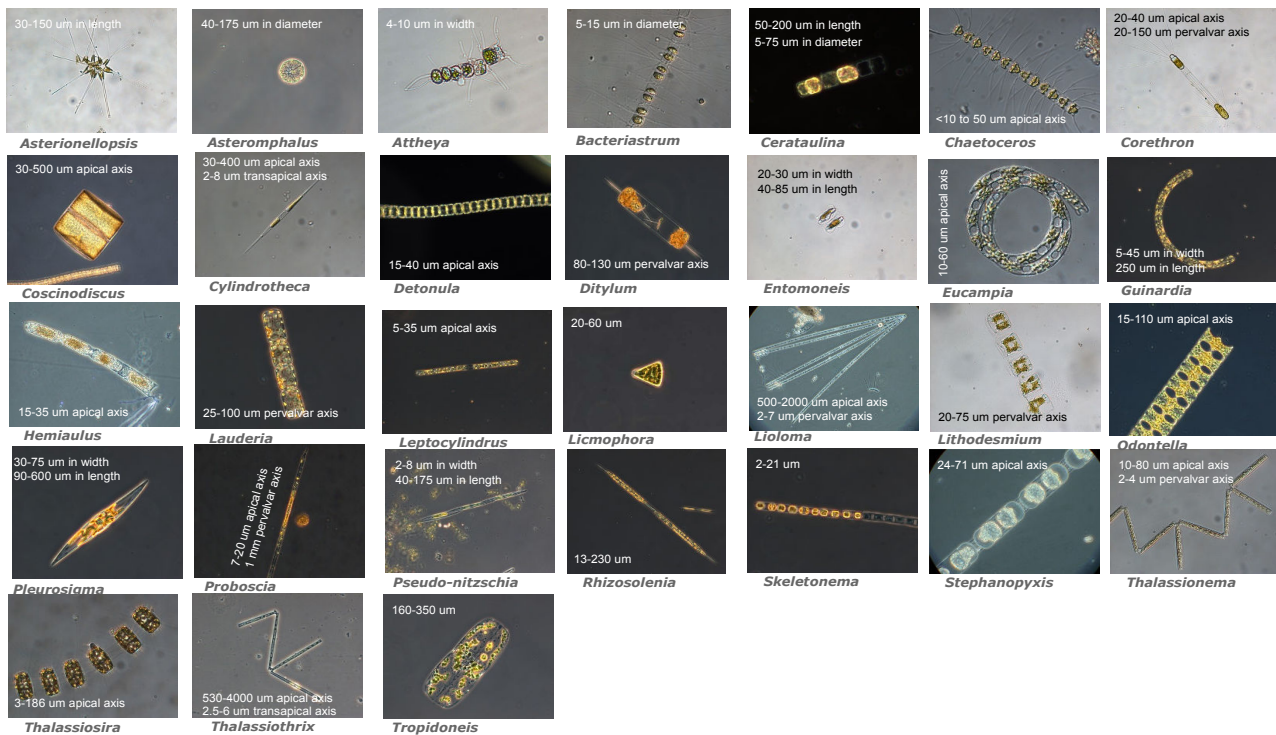 30-150 um in length
Asterionellopsis
40-175 um in diameter
Asteromphalus
4-10 um in width
Attheya
5-15 um in diameter
Bacteriastrum
50-200 um in length
5-75 um in diameter
Cerataulina
<10 to 50 um apical axis
Chaetoceros
20-40 um apical axis
20-150 um pervalvar axis
Corethron
30-500 um apical axis
Coscinodiscus
30-400 um apical axis
2-8 um transapical axis
Cylindrotheca
15-40 um apical axis
Detonula
80-130 um pervalvar axis
Ditylum
20-30 um in width
40-85 um in length
Entomoneis
10-60 um apical axis
Eucampia
5-45 um in width
250 um in length
Guinardia
15-35 um apical axis
Hemiaulus
25-100 um pervalvar axis
Lauderia
5-35 um apical axis
Leptocylindrus
20-60 um
Licmophora
500-2000 um apical axis
2-7 um pervalvar axis
Lioloma
20-75 um pervalvar axis
Lithodesmium
15-110 um apical axis
Odontella
30-75 um in width
90-600 um in length
Pleurosigma
7-20 um apical axis
1 mm pervalvar axis
Proboscia
2-8 um in width
40-175 um in length
Pseudo-nitzschia
13-230 um
Rhizosolenia
2-21 um
Skeletonema
24-71 um apical axis
Stephanopyxis
10-80 um apical axis
2-4 um pervalvar axis
Thalassionema
3-186 um apical axis
Thalassiosira
530-4000 um apical axis
2.5-6 um transapical axis
Thalassiothrix
160-350 um
Tropidoneis